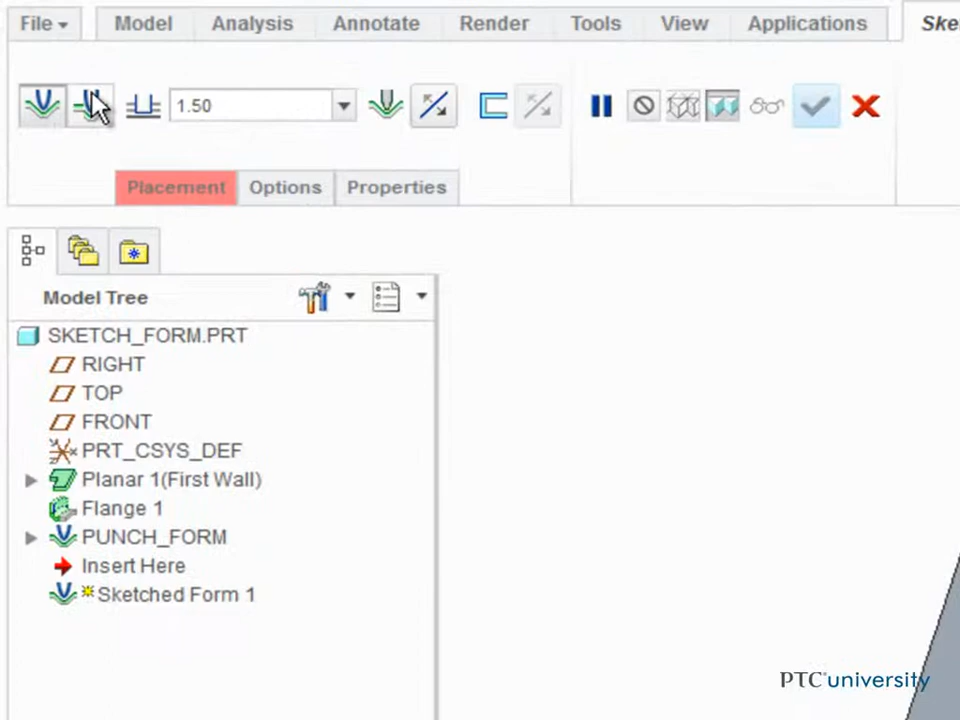 File Model Analysis Annotate Render Tools View Applications Ske
1.50
Placement Options Properties
Model Tree
SKETCH_FORM.PRT
RIGHT
TOP
FRONT
PRT_CSYS_DEF
Planar 1(First Wall)
Flange 1
PUNCH_FORM
Insert Here
Sketched Form 1
PTC university